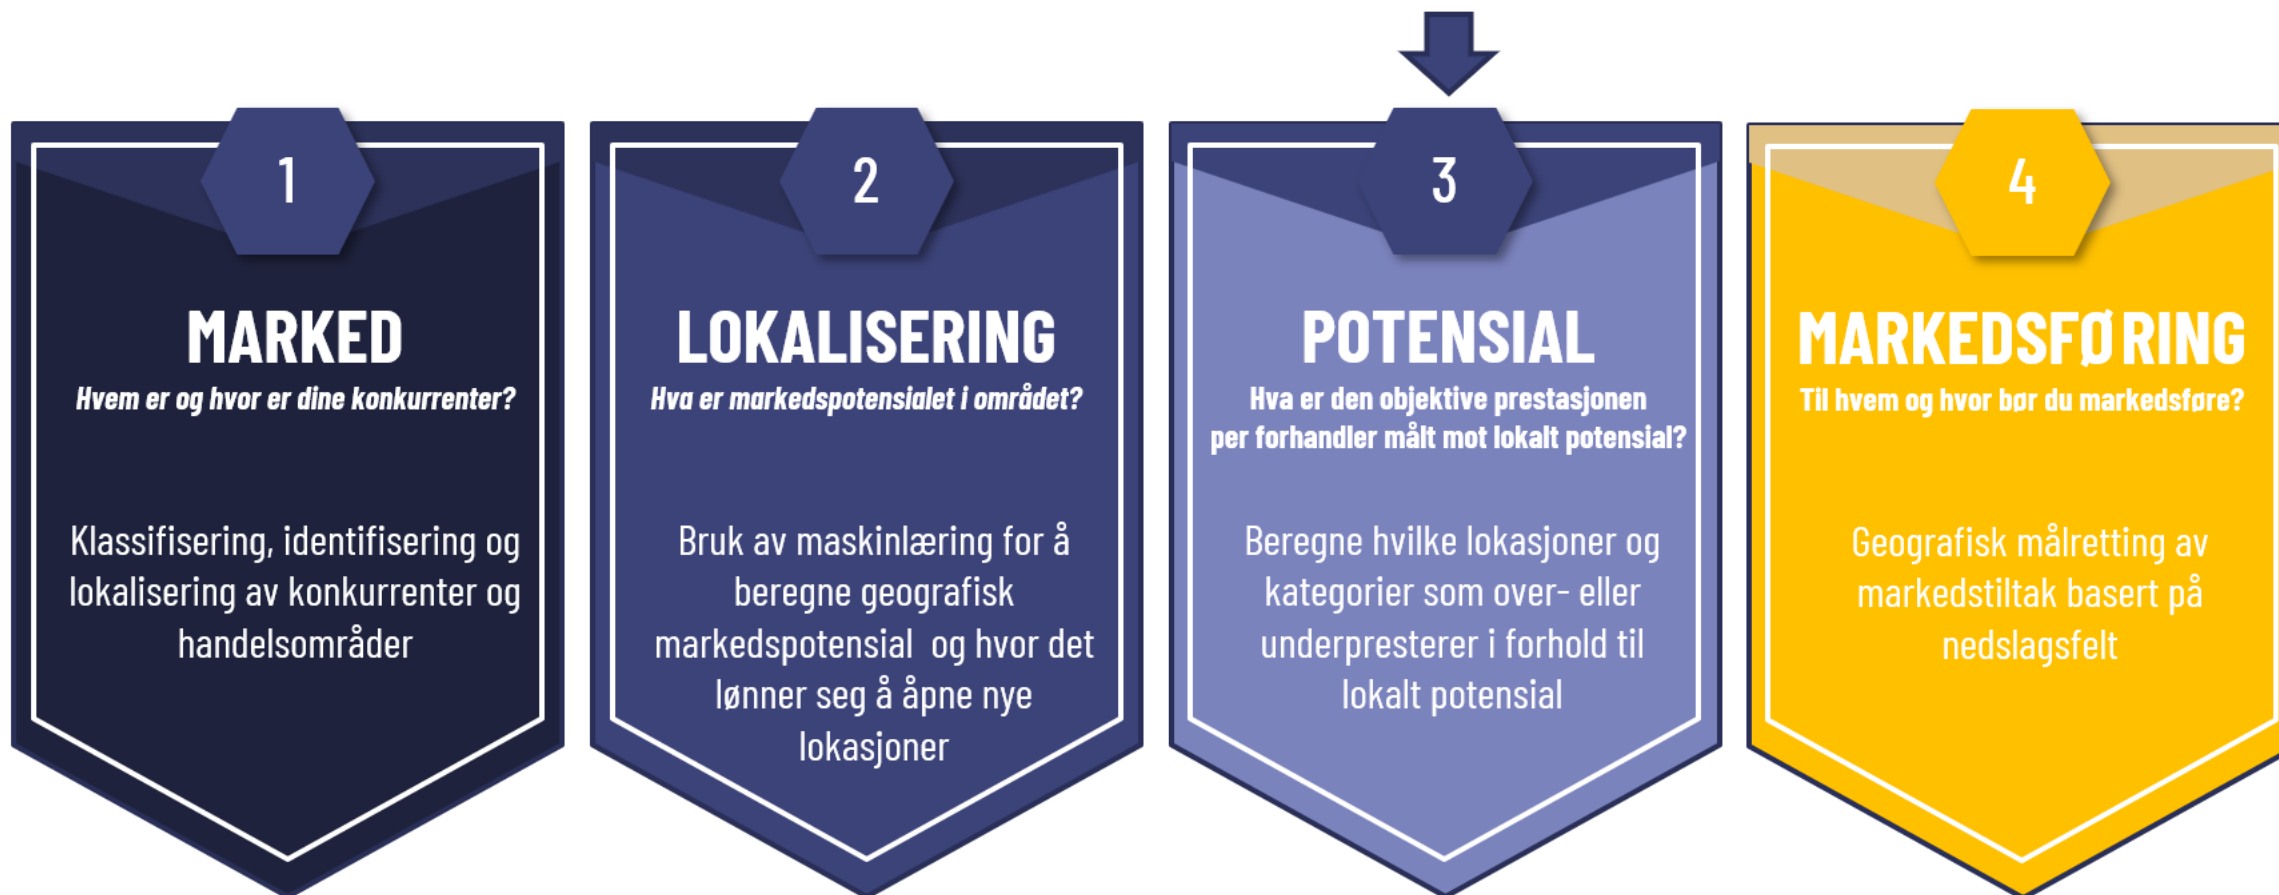 1
MARKED
Hvem er og hvor er dine konkurrenter?
Klassifisering, identifisering og
lokalisering av konkurrenter og
handelsområder
2
LOKALISERING
Hva er markedspotensialet i området?
Bruk av maskinlæring for å
beregne geografisk
markedspotensial og hvor det
lønner seg å åpne nye
lokasjoner
3
POTENSIAL
Hva er den objektive prestasjonen
per forhandler målt mot lokalt potensial?
Beregne hvilke lokasjoner og
kategorier som over- eller
underpresterer i forhold til
lokalt potensial
4
MARKEDSFØRING
Til hvem og hvor bør du markedsføre?
Geografisk målretting av
markedstiltak basert på
nedslagsfelt